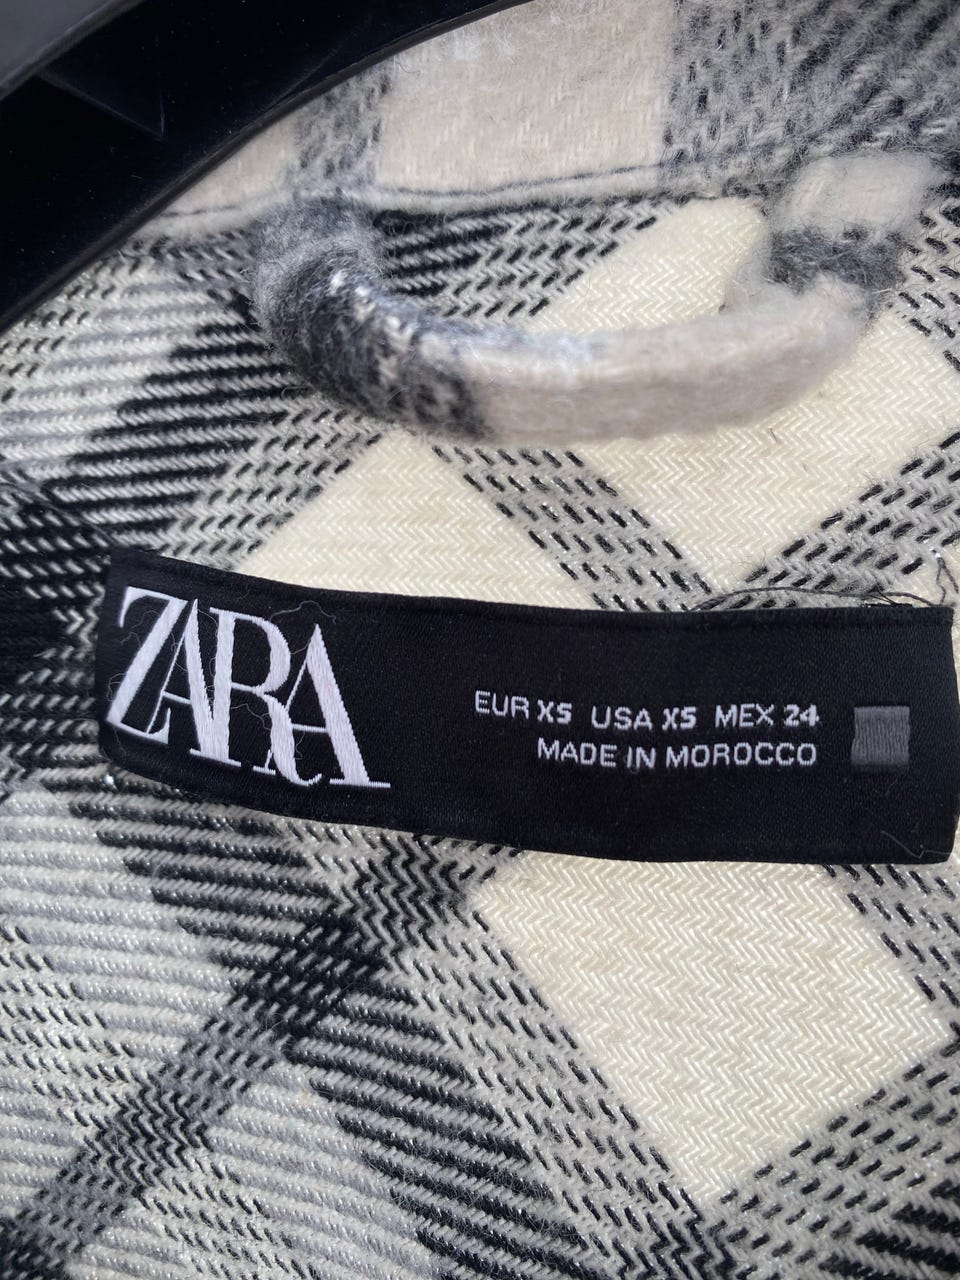 ZARA
EUR XS USA XS MEX 24
MADE IN MOROCCO